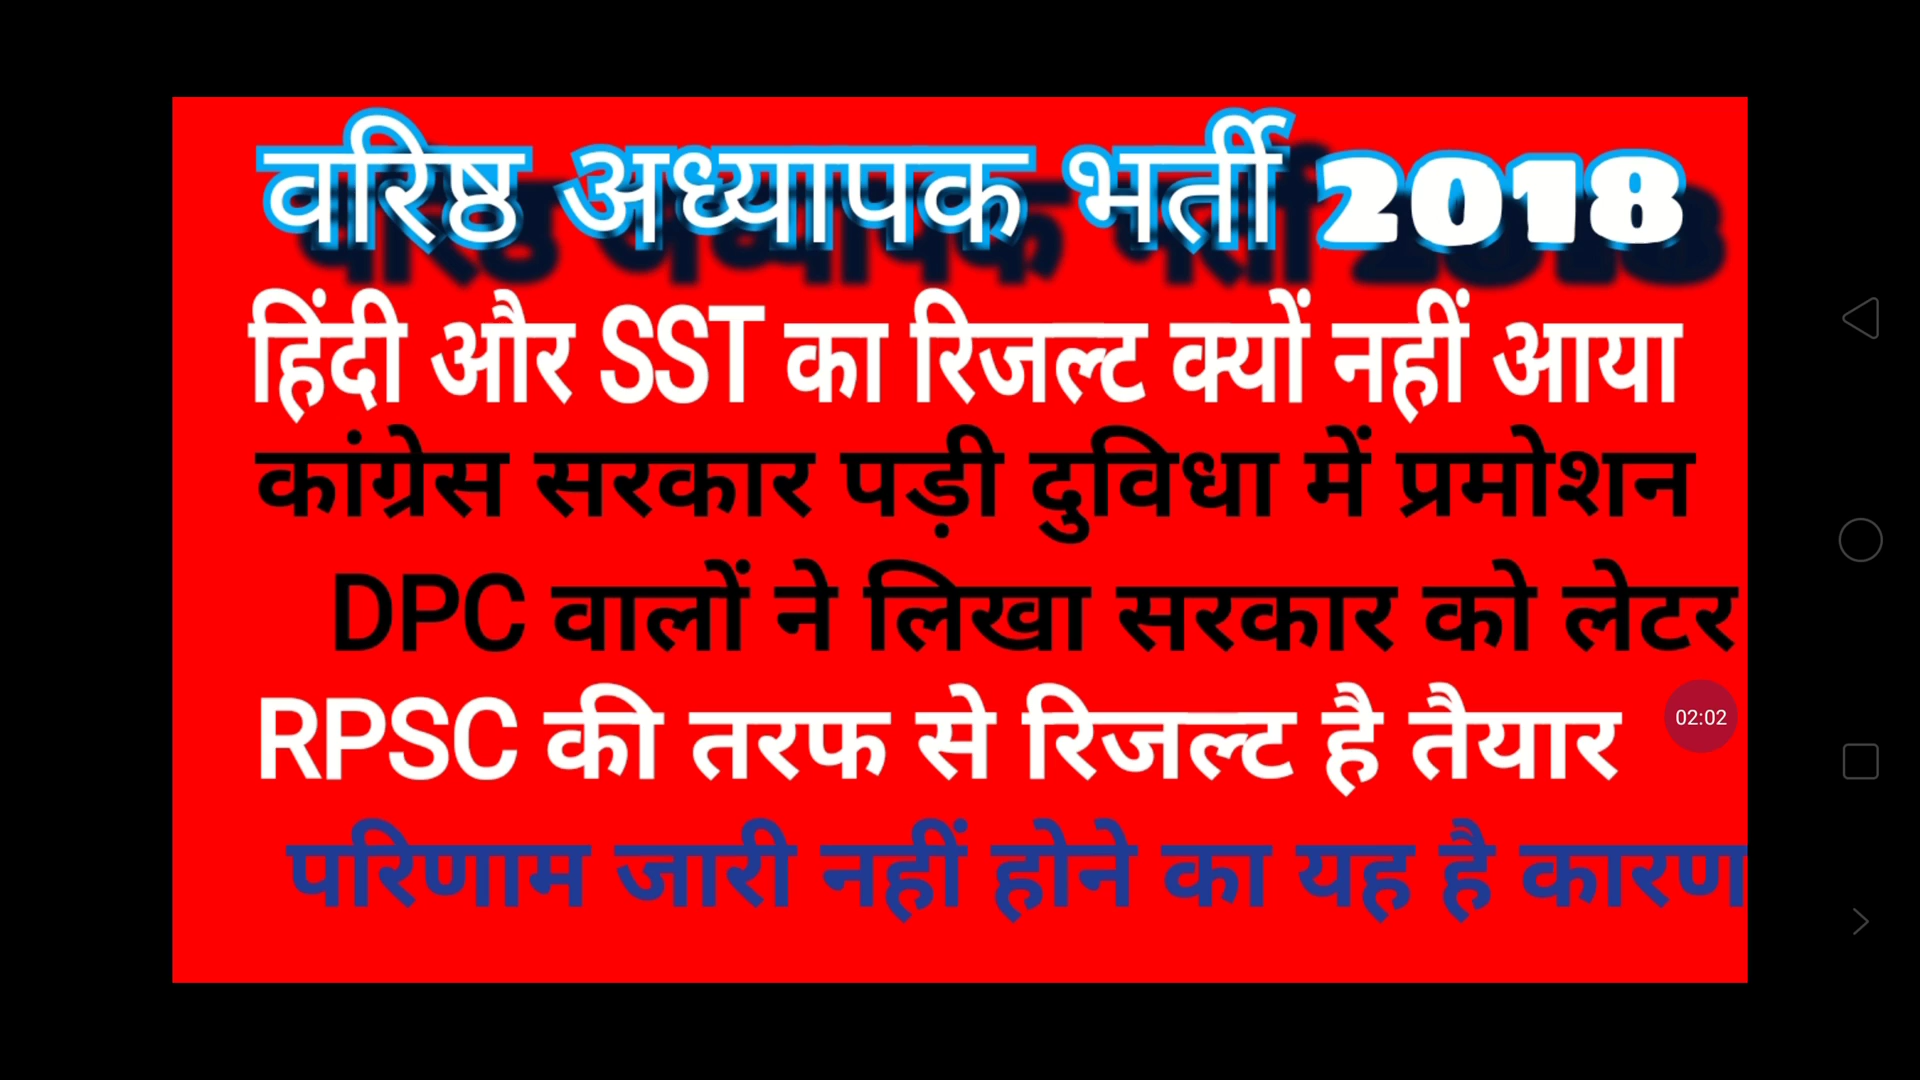 वरिष्ठ अध्यापक भर्ती 2018
हिंदी और SST का रिजल्ट क्यों नहीं आया
कांग्रेस सरकार पड़ी दुविधा में प्रमोशन
DPC वालों ने लिखा सरकार को लेटर
RPSC की तरफ से रिजल्ट है तैयार
02:02
परिणाम जारी नहीं होने का यह है कारण